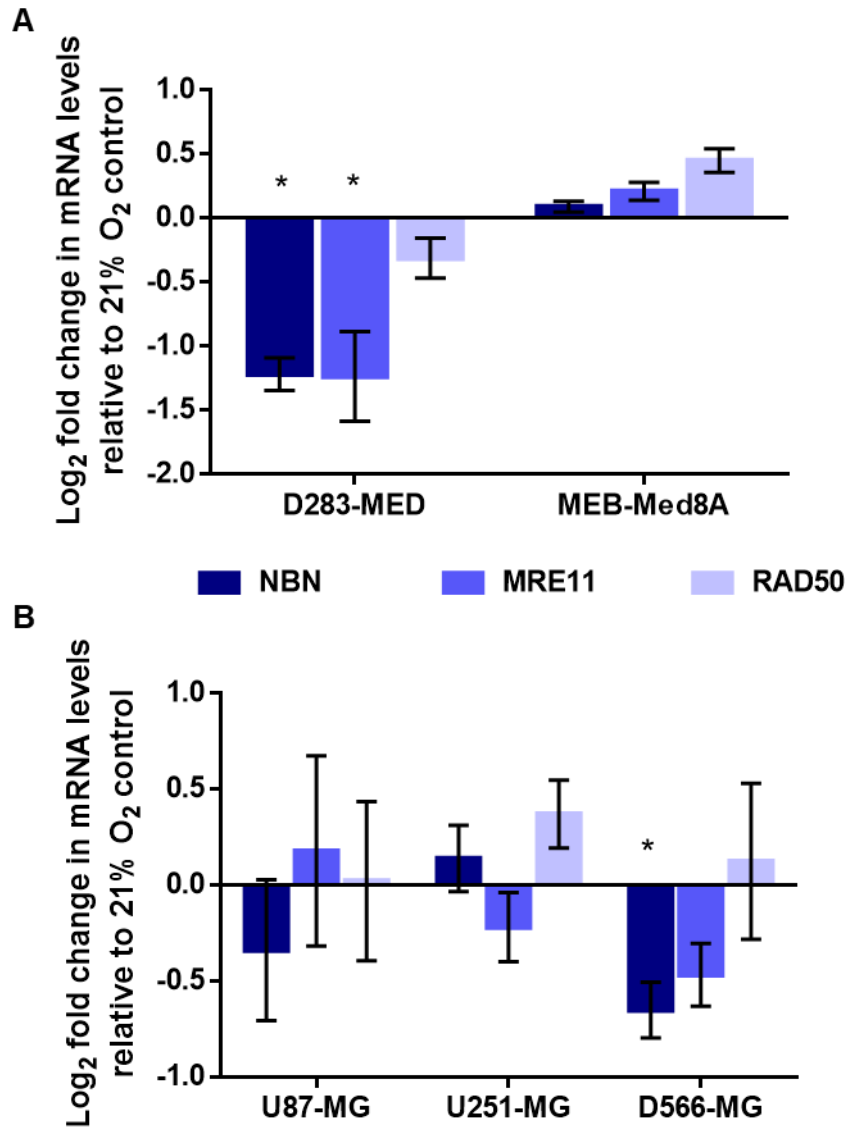 A
Log2 fold change in mRNA levels
relative to 21% O2 control
1.0
0.5
0.0
-0.5
-1.0
-1.5
-2.0
* *
D283-MED MEB-Med8A
NBN MRE11 RAD50
B
Log2 fold change in mRNA levels
relative to 21% O2 control
1.0
0.5
0.0
-0.5
-1.0
*
U87-MG U251-MG D566-MG